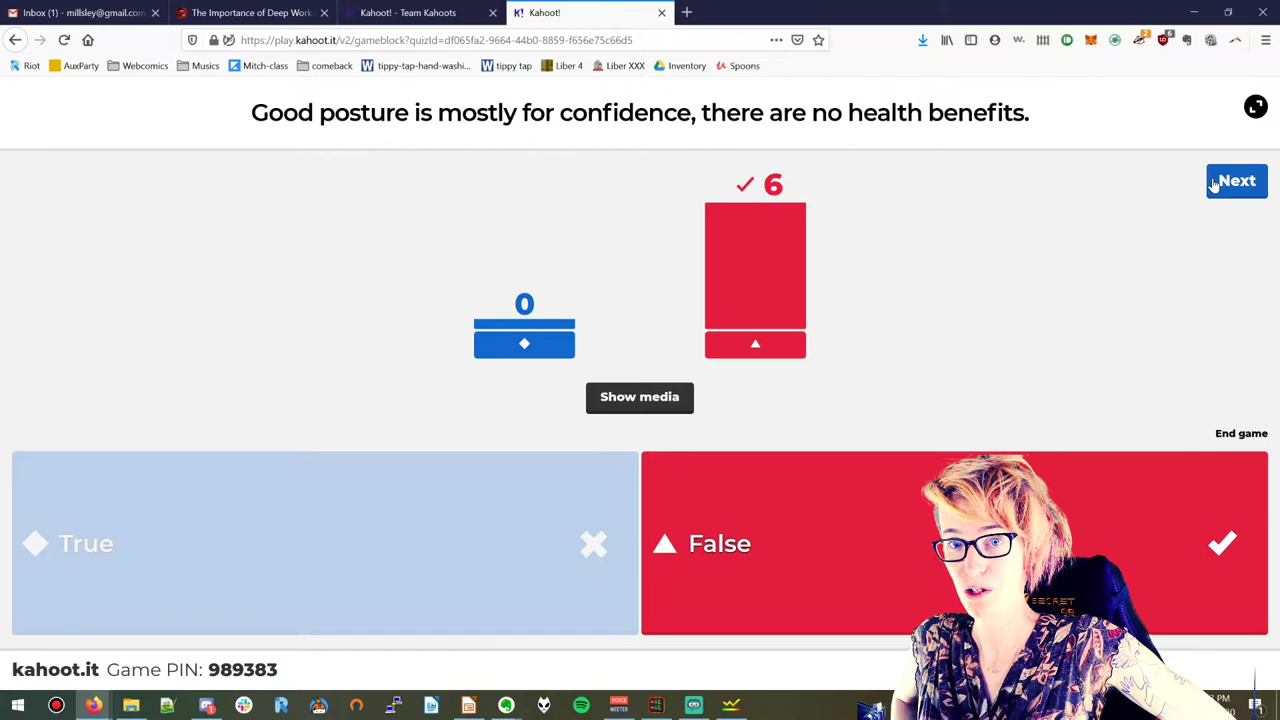 Inbox (1) - millsley@gmail.com
The Importance of Deep Work
Kahoot! - Team Kahoots
K! Kahoot!
https://play.kahoot.it/v2/gameblock?quizId=df065fa2-9664-44b0-8859-f656e75c66d5
Riot AuxParty Webcomics Musics Mitch-class comeback tippy-tap-hand-washi... tippy tap Liber 4 Liber XXX Inventory Spoons
Good posture is mostly for confidence, there are no health benefits.
Next
6
0
Show media
End game
True
False
SECRET
kahoot.it Game PIN: 989383